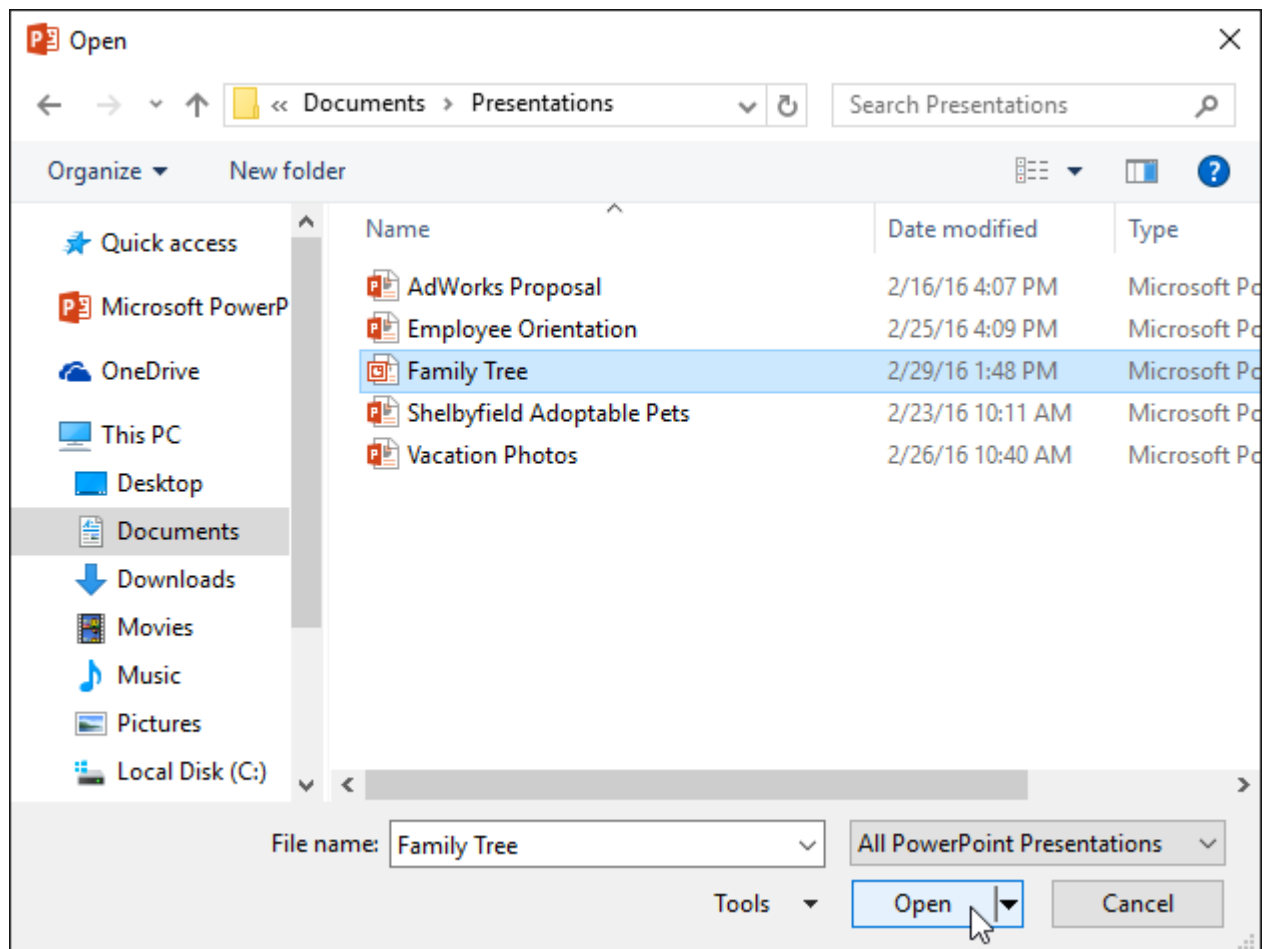 Open
« Documents > Presentations
Search Presentations
Organize
New folder
Name
Date modified
Type
Quick access
Microsoft PowerP
OneDrive
This PC
Desktop
Documents
Downloads
Movies
Music
Pictures
Local Disk (C:)
AdWorks Proposal 2/16/16 4:07 PM Microsoft Po
Employee Orientation 2/25/16 4:09 PM Microsoft Po
Family Tree 2/29/16 1:48 PM Microsoft Po
Shelbyfield Adoptable Pets 2/23/16 10:11 AM Microsoft Po
Vacation Photos 2/26/16 10:40 AM Microsoft Po
File name: Family Tree
All PowerPoint Presentations
Tools
Open
Cancel